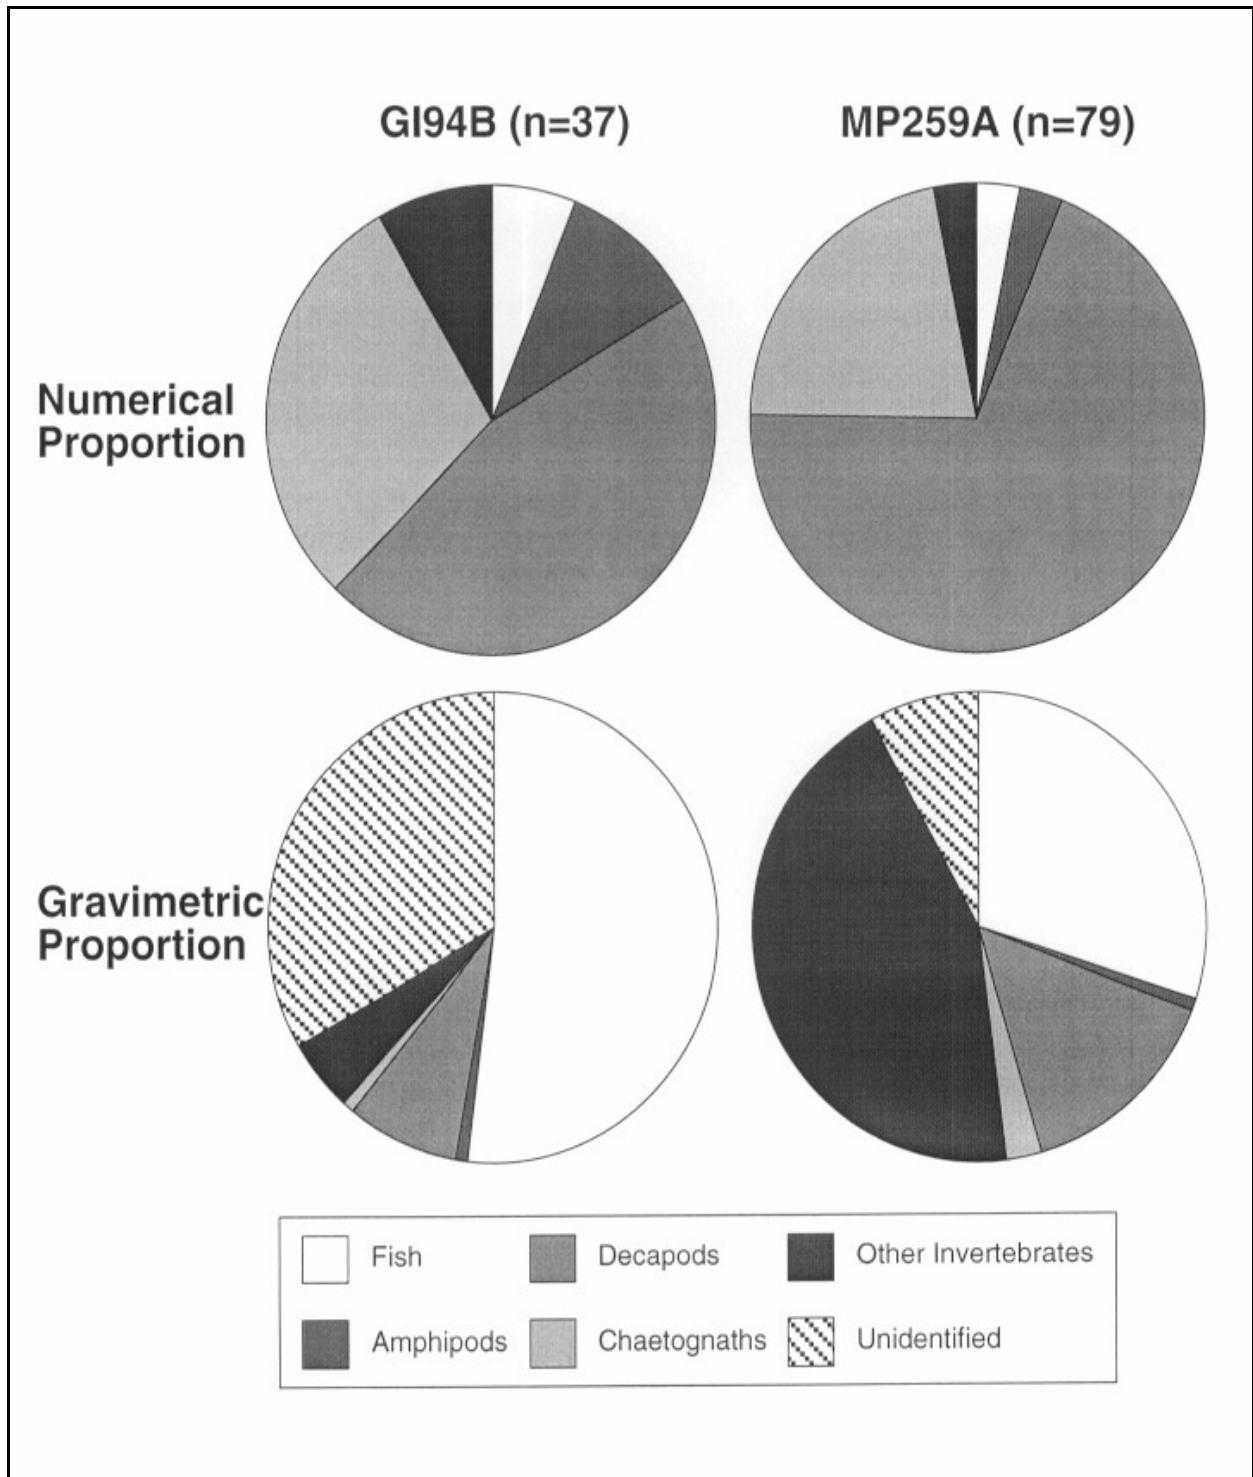 GI94B (n=37)
MP259A (n=79)
Numerical
Proportion
Gravimetric
Proportion
Fish
Decapods
Other Invertebrates
Amphipods
Chaetognaths
Unidentified